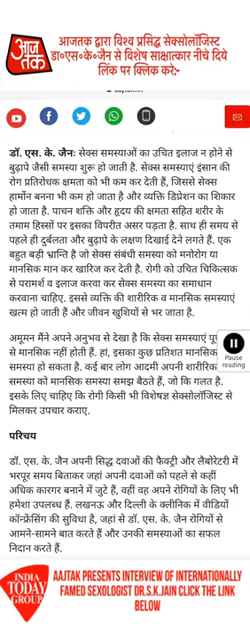 आज तक
आजतक द्वारा विश्व प्रसिद्ध सेक्सोलॉजिस्ट
डा०एस०के०जैन से विशेष साक्षात्कार नीचे दिये
लिंक पर क्लिक करें:-
डॉ. एस. के. जैन: सेक्स समस्याओं का उचित इलाज न होने से
बुढ़ापे जैसी समस्या शुरू हो जाती है. सेक्स समस्याएं इंसान की
रोग प्रतिरोधक क्षमता को भी कम कर देती हैं, जिससे सेक्स
हार्मोन बनना भी कम हो जाता है और व्यक्ति डिप्रेशन का शिकार
हो जाता है. पाचन शक्ति और हृदय की क्षमता सहित शरीर के
तमाम हिस्सों पर इसका विपरीत असर पड़ता है. साथ ही समय से
पहले ही दुर्बलता और बुढ़ापे के लक्षण दिखाई देने लगते हैं. एक
बहुत बड़ी भ्रान्ति है जो सेक्स संबंधी समस्या को मनोरोग या
मानसिक मान कर खारिज कर देती है. रोगी को उचित चिकित्सक
से परामर्श व इलाज करवा कर सेक्स समस्या का समाधान
करवाना चाहिए. इससे व्यक्ति की शारीरिक व मानसिक समस्याएं
खत्म हो जाती हैं और जीवन खुशियों से भर जाता है.
अमूमन मैंने अपने अनुभव से देखा है कि सेक्स समस्याएं पू
से मानसिक नहीं होती हैं. हां, इसका कुछ प्रतिशत मानसिक
समस्या हो सकता है. कई बार लोग आदमी अपनी शारीरिक
समस्या को मानसिक समस्या समझ बैठते हैं, जो कि गलत है.
इसके लिए चाहिए कि रोगी किसी भी विशेषज्ञ सेक्सोलॉजिस्ट से
मिलकर उपचार कराए.
Pause
reading
परिचय
डॉ. एस. के. जैन अपनी सिद्ध दवाओं की फैक्ट्री और लैबोरेटरी में
भरपूर समय बिताकर जहां अपनी दवाओं को पहले से कहीं
अधिक कारगर बनाने में जुटे हैं, वहीं वह अपने रोगियों के लिए भी
हमेशा उपलब्ध हैं. लखनऊ और दिल्ली के क्लीनिक में वीडियों
कॉन्फ्रेंसिंग की सुविधा है, जहां से डॉ. एस. के. जैन रोगियों से
आमने-सामने बात करते हैं और उनकी समस्याओं का सफल
निदान करते हैं.
INDIA
TODAY
GROUP
AAJTAK PRESENTS INTERVIEW OF INTERNATIONALLY
FAMED SEXOLOGIST DR.S.K.JAIN CLICK THE LINK
BELOW